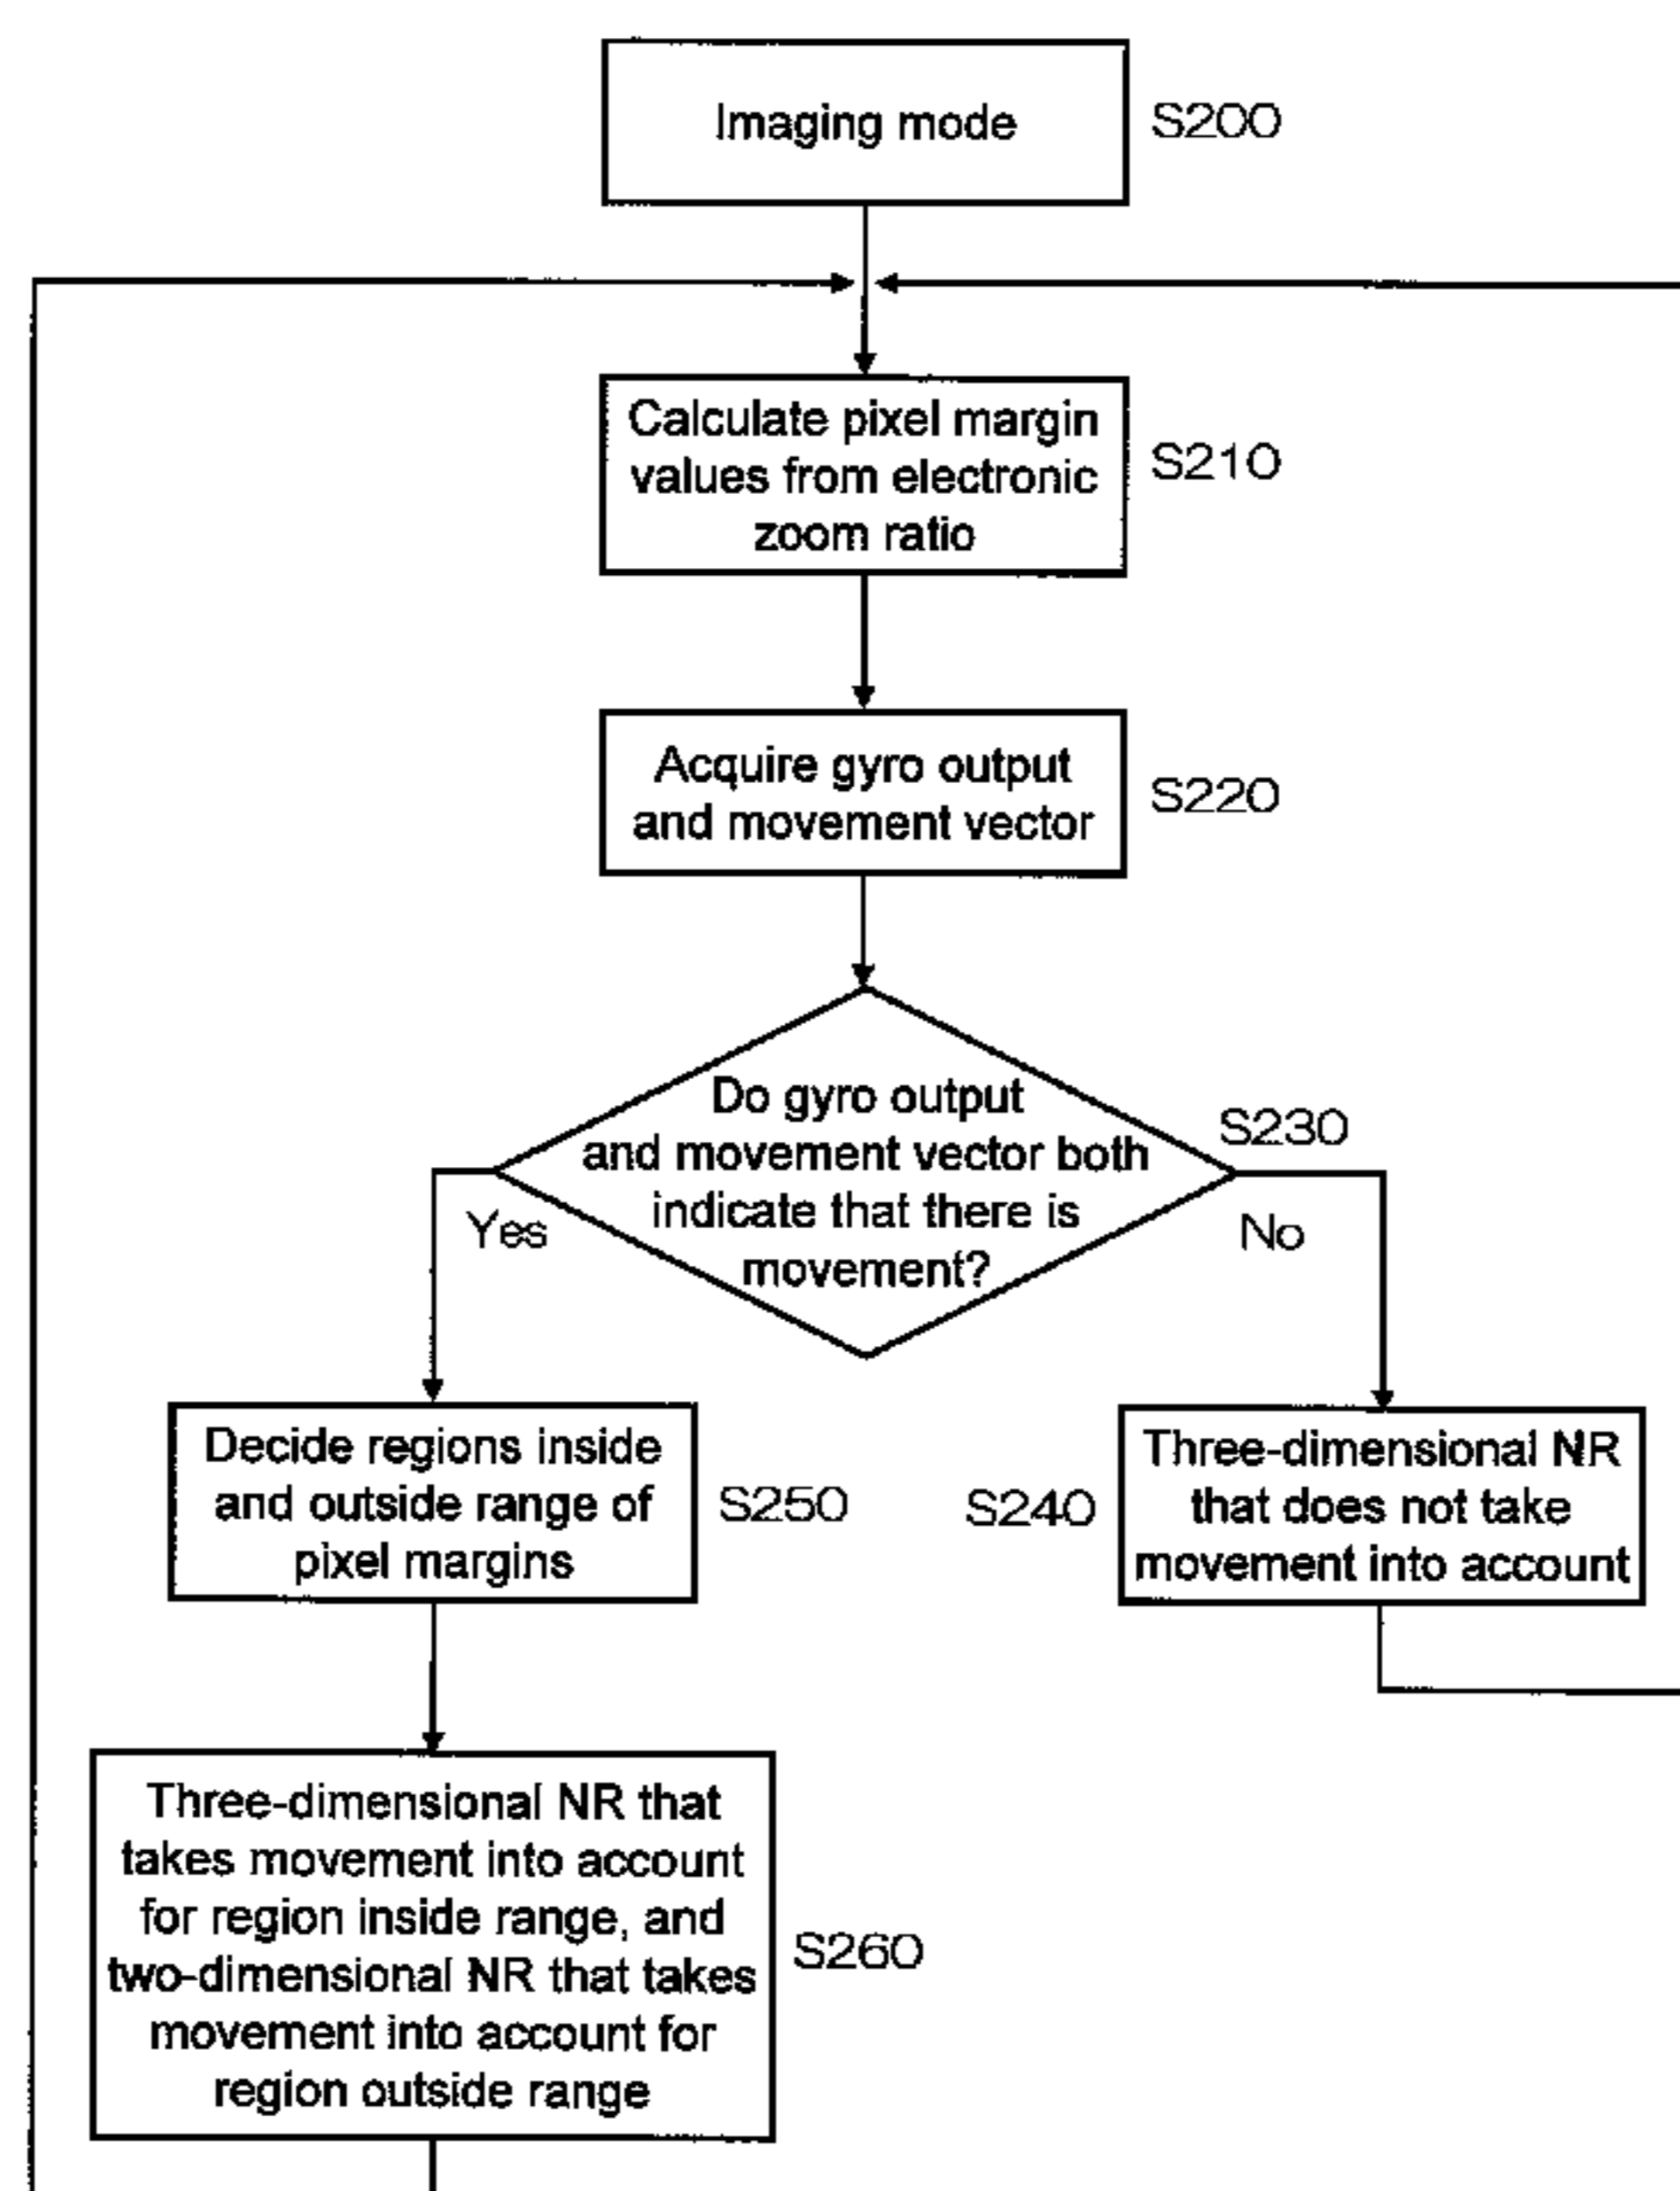 Imaging mode
S200
Calculate pixel margin
values from electronic
zoom ratio
S210
Acquire gyro output
and movement vector
S220
Do gyro output
and movement vector both
indicate that there is
movement?
S230
Yes
No
Decide regions inside
and outside range of
pixel margins
S250
S240
Three-dimensional NR
that does not take
movement into account
Three-dimensional NR that
takes movement into account
for region inside range, and
two-dimensional NR that takes
movement into account for
region outside range
S260